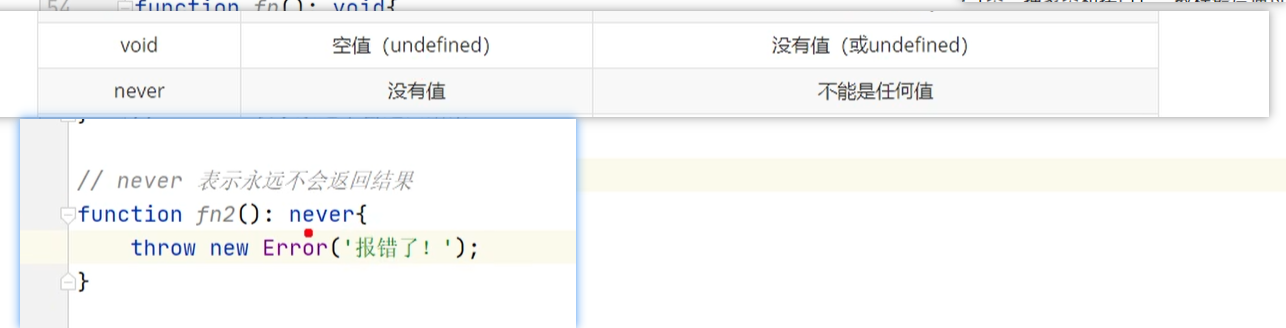 54 function fn(): void{
void 空值（undefined） 没有值（或undefined）
never 没有值 不能是任何值
}
// never 表示永远不会返回结果
function fn2(): never{
throw new Error('报错了！');
}